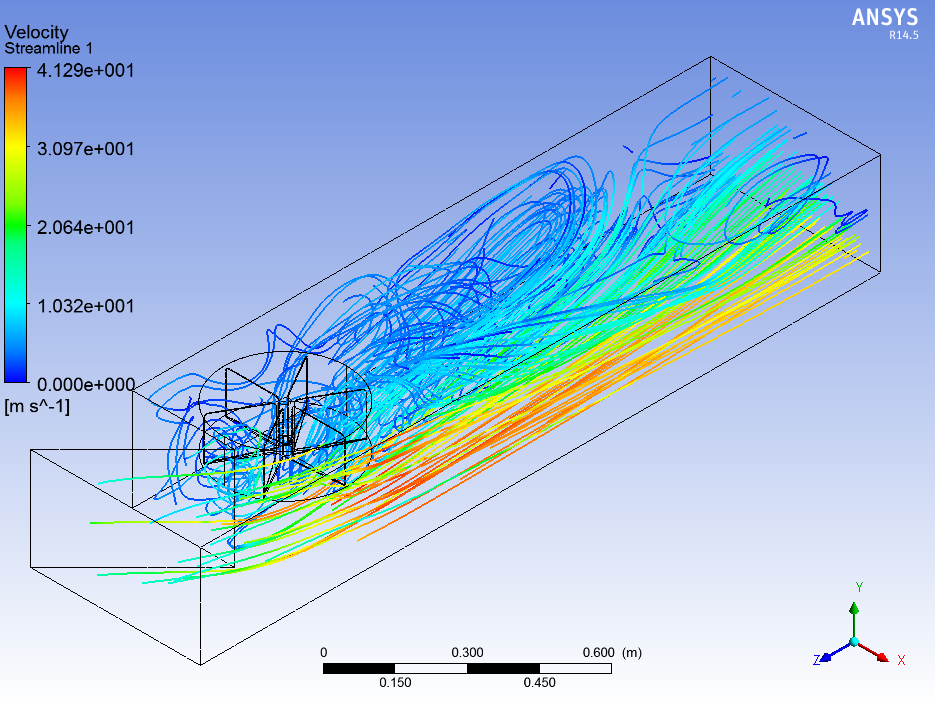 ANSYS
R14.5
Velocity
Streamline 1
4.129e+001
3.097e+001
2.064e+001
1.032e+001
0.000e+000
[m s^-1]
0 0.300 0.600 (m)
0.150 0.450
Y
Z X